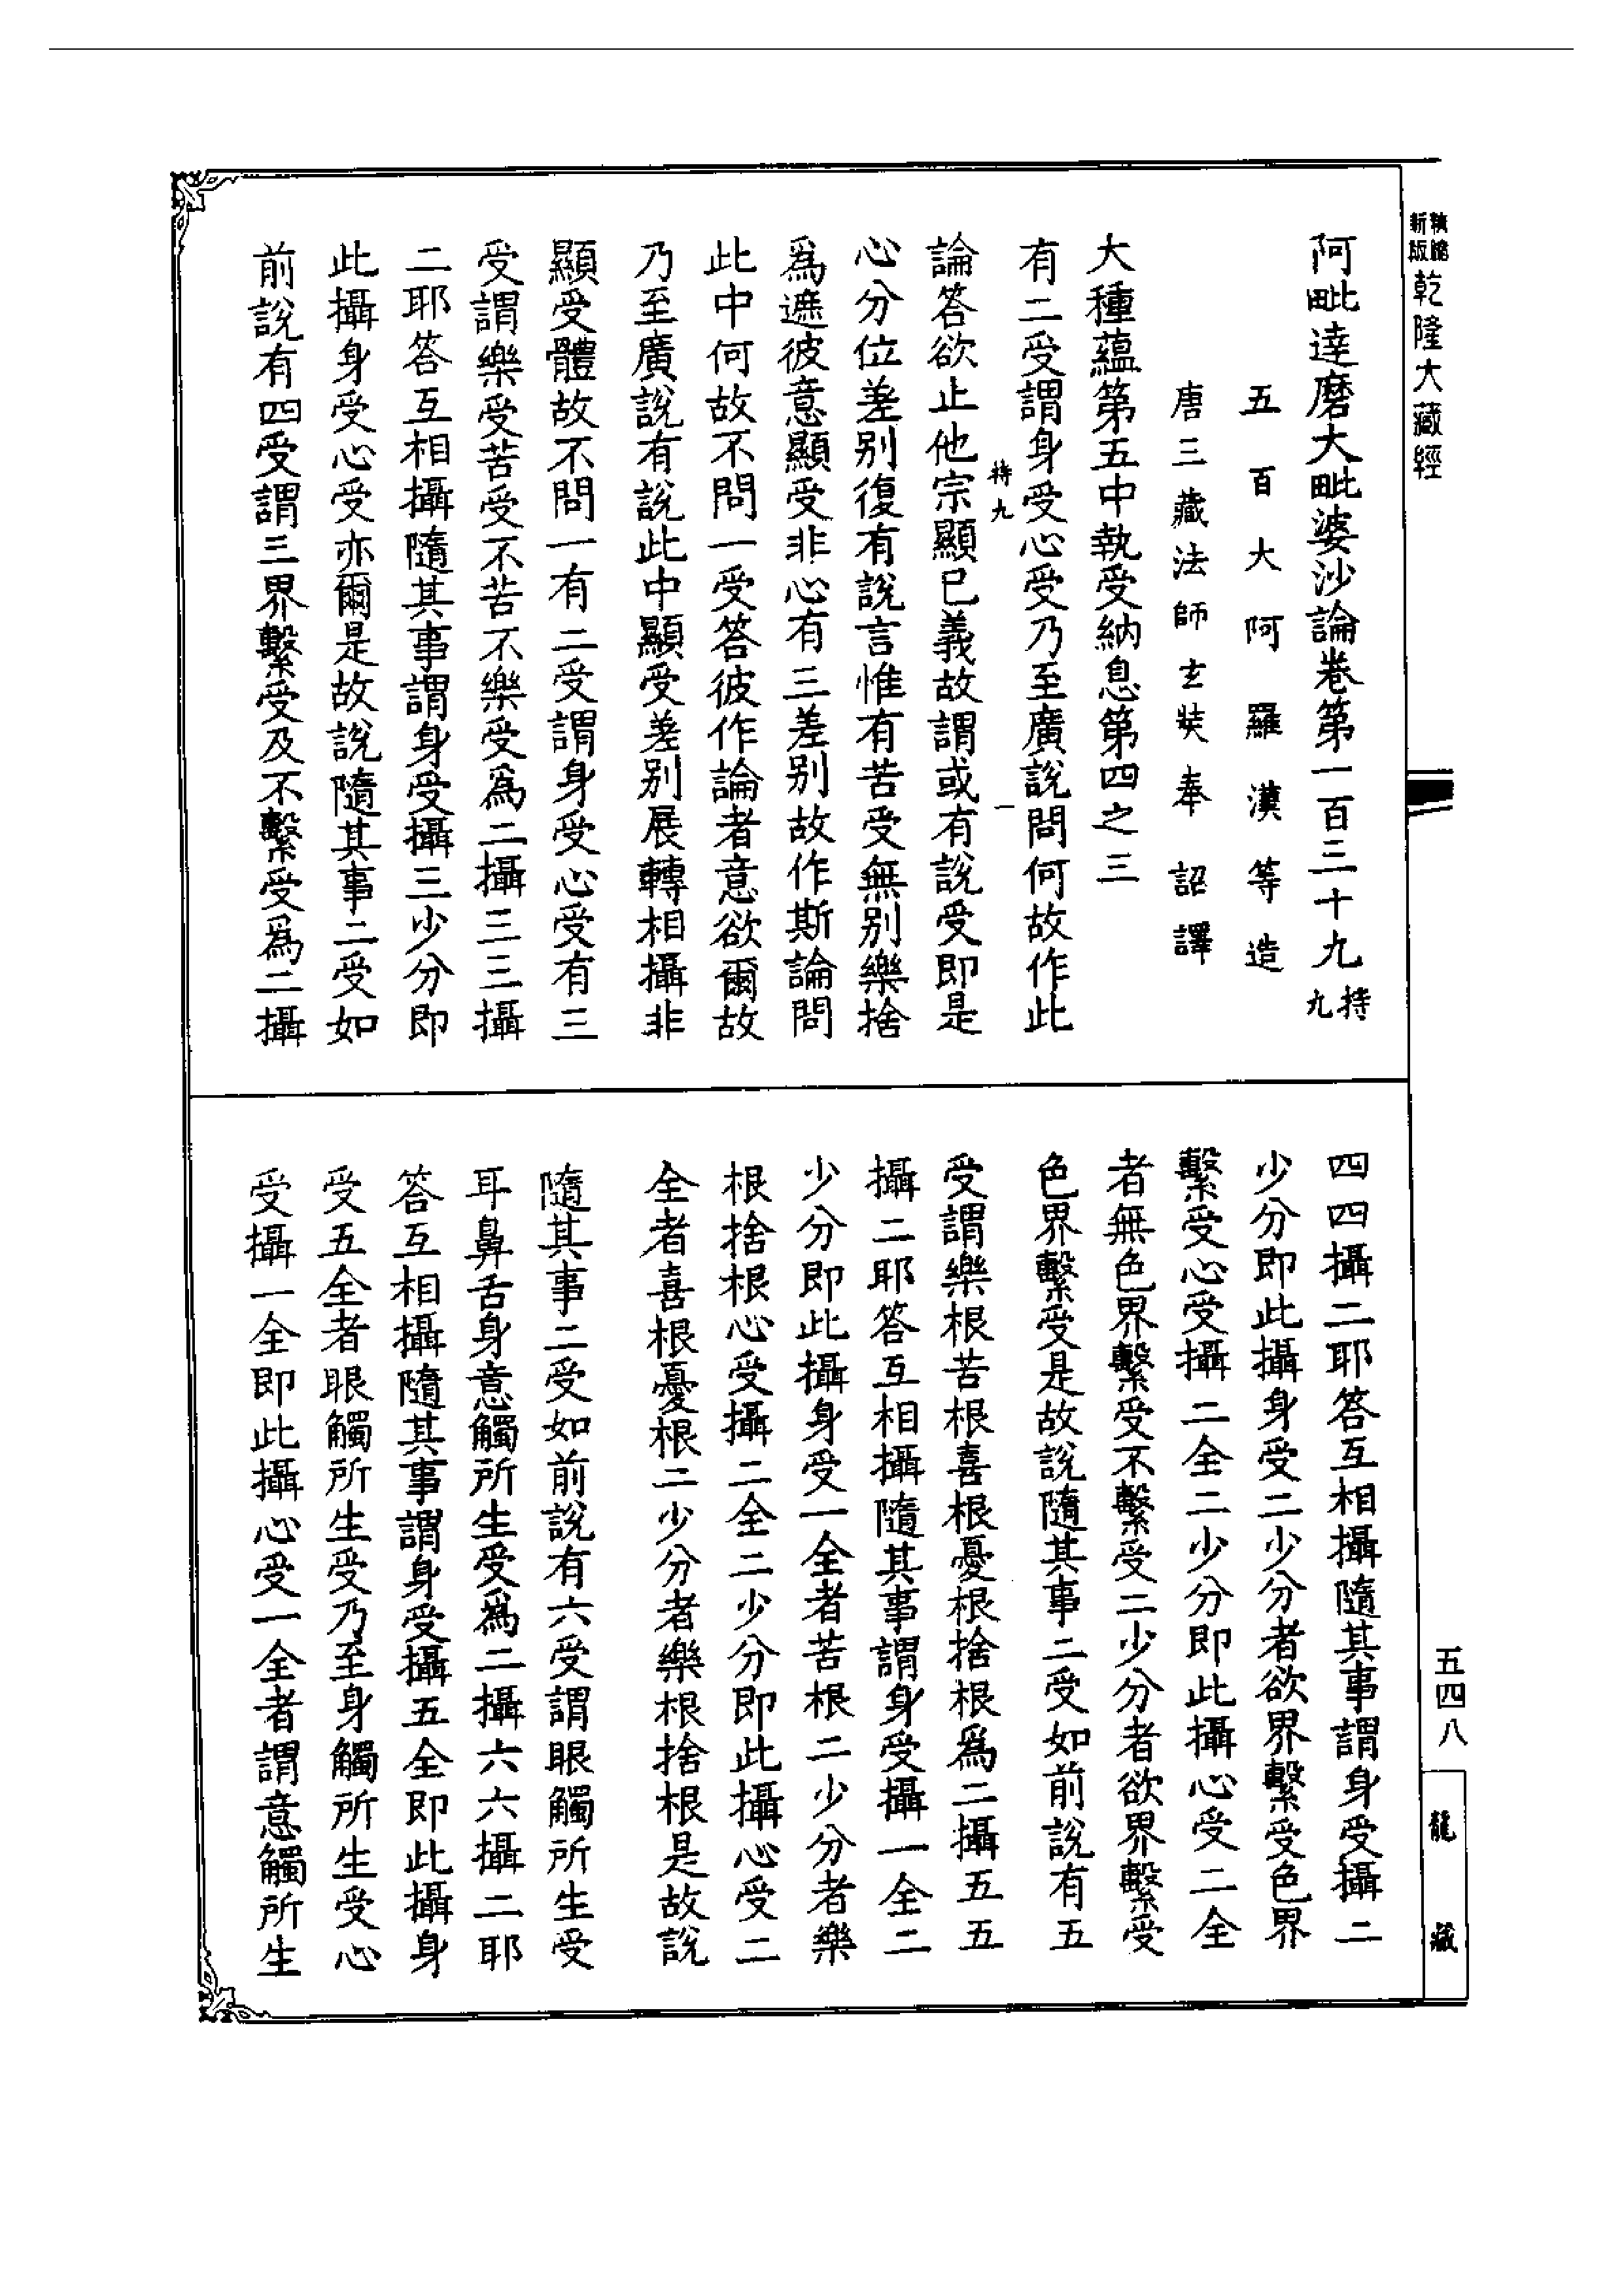 新版
精縮
乾隆大藏經
阿毗達磨大毗婆沙論卷第一百三十九 持九
五百大阿羅漢等造
唐三藏法師玄奘奉 詔譯
大種蘊第五中執受納息第四之三
有二受謂身受心受乃至廣說問何故作此
持九 一
論答欲止他宗顯已義故謂或有說受即是
心分位差別復有說言惟有苦受無別樂捨
爲遮彼意顯受非心有三差別故作斯論問
此中何故不問一受答彼作論者意欲爾故
乃至廣說有說此中顯受差別展轉相攝非
顯受體故不問一有二受謂身受心受有三
受謂樂受苦受不苦不樂受爲二攝三三攝
二耶答互相攝隨其事謂身受攝三少分即
此攝身受心受亦爾是故說隨其事二受如
前說有四受謂三界繫受及不繫受爲二攝
四四攝二耶答互相攝隨其事謂身受攝二
少分即此攝身受二少分者欲界繫受色界
繫受心受攝二全二少分即此攝心受二全
者無色界繫受不繫受二少分者欲界繫受
色界繫受是故說隨其事二受如前說有五
受謂樂根苦根喜根憂根捨根爲二攝五五
攝二耶答互相攝隨其事謂身受攝一全二
少分即此攝身受一全者苦根二少分者樂
根捨根心受攝二全二少分即此攝心受二
全者喜根憂根二少分者樂根捨根是故說
隨其事二受如前說有六受謂眼觸所生受
耳鼻舌身意觸所生受爲二攝六六攝二耶
答互相攝隨其事謂身受攝五全即此攝身
受五全者眼觸所生受乃至身觸所生受心
受攝一全即此攝心受一全者謂意觸所生
五四八
龍藏